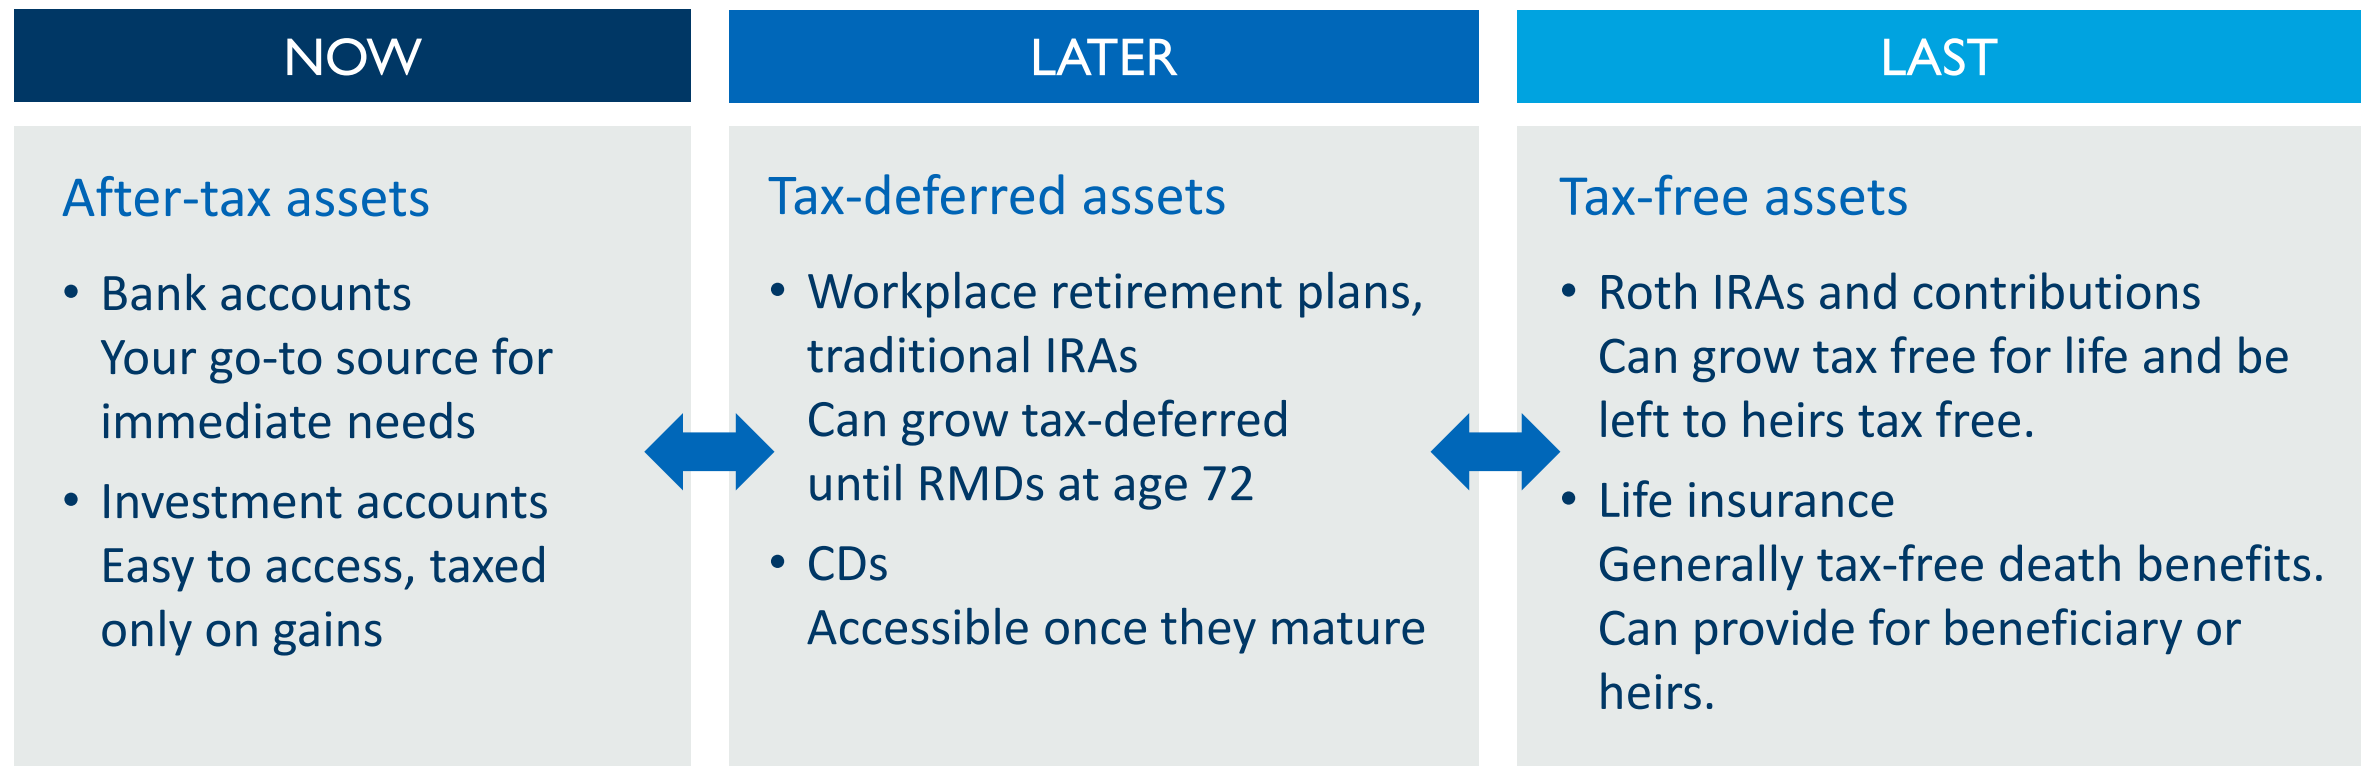 NOW
After-tax assets
• Bank accounts
Your go-to source for
immediate needs
• Investment accounts
Easy to access, taxed
only on gains
LATER
Tax-deferred assets
• Workplace retirement plans,
traditional IRAs
Can grow tax-deferred
until RMDs at age 72
• CDs
Accessible once they mature
LAST
Tax-free assets
• Roth IRAs and contributions
Can grow tax free for life and be
left to heirs tax free.
• Life insurance
Generally tax-free death benefits.
Can provide for beneficiary or
heirs.